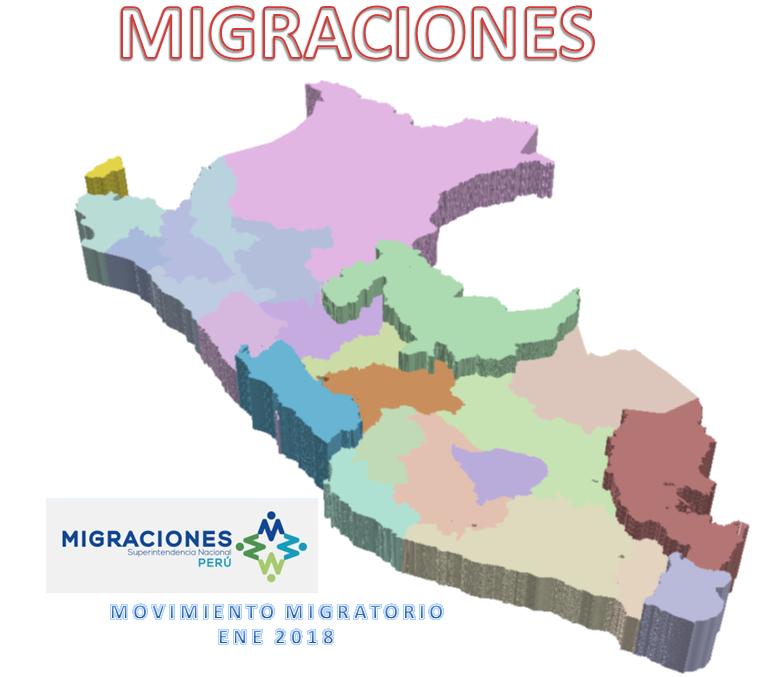 MIGRACIONES
MIGRACIONES
Superintendencia Nacional
PERÚ
MOVIMIENTO MIGRATORIO
ENE 2018